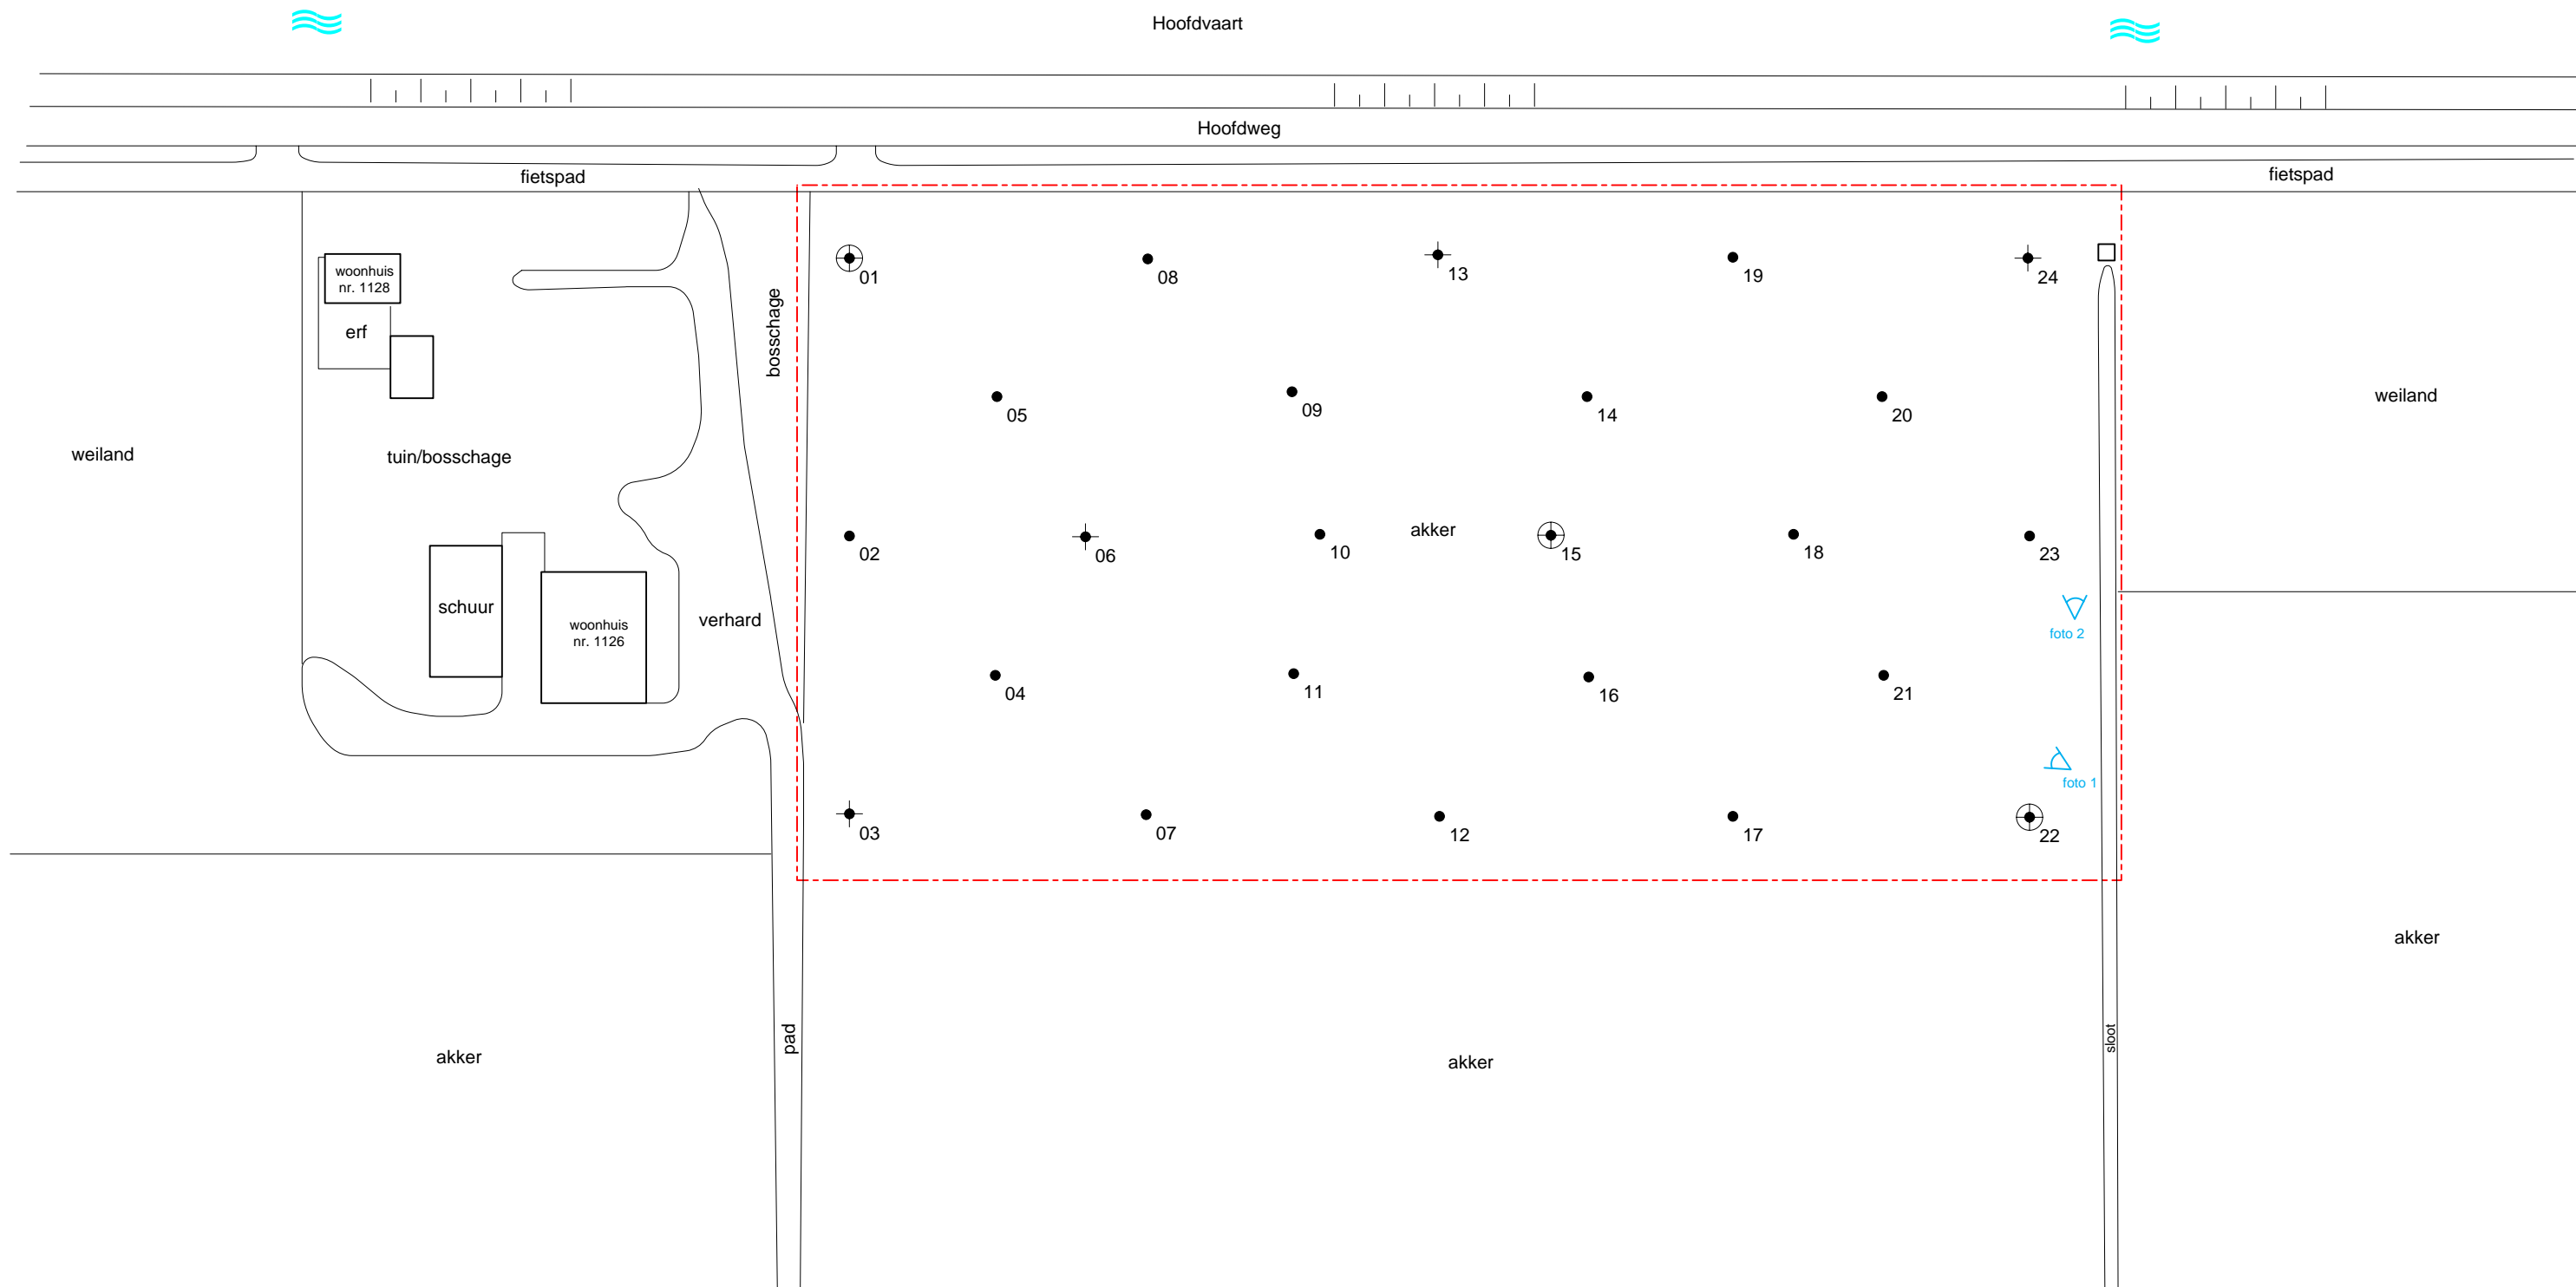 Hoofdvaart
Hoofdweg
fietspad
fietspad
woonhuis
nr. 1128
erf
bosschage
01
08
13
19
24
05
09
14
20
weiland
weiland
tuin/bosschage
02
06
10
akker
15
18
23
schuur
woonhuis
nr. 1126
verhard
foto 2
04
11
16
21
foto 1
03
07
12
17
22
akker
pad
sloot
akker
akker